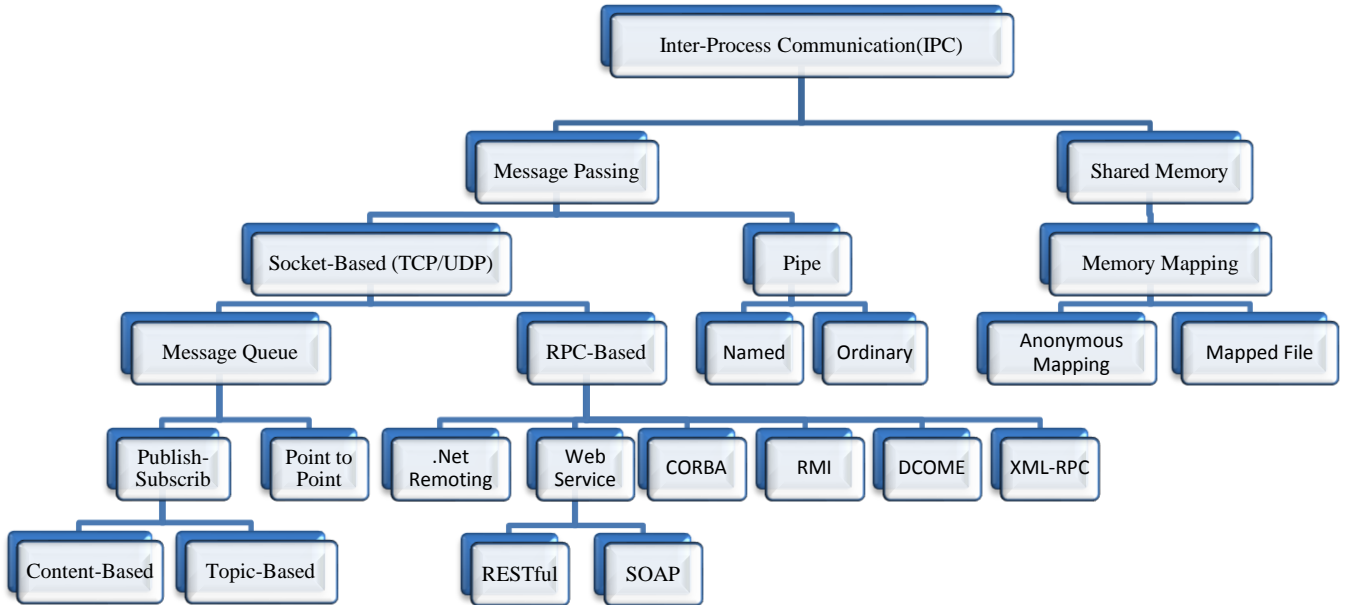 Inter-Process Communication(IPC)
Message Passing
Shared Memory
Socket-Based (TCP/UDP)
Pipe
Memory Mapping
Message Queue
RPC-Based
Named
Ordinary
Anonymous
Mapping
Mapped File
Publish-
Subscrib
Point to
Point
.Net
Remoting
Web
Service
CORBA
RMI
DCOME
XML-RPC
Content-Based
Topic-Based
RESTful
SOAP